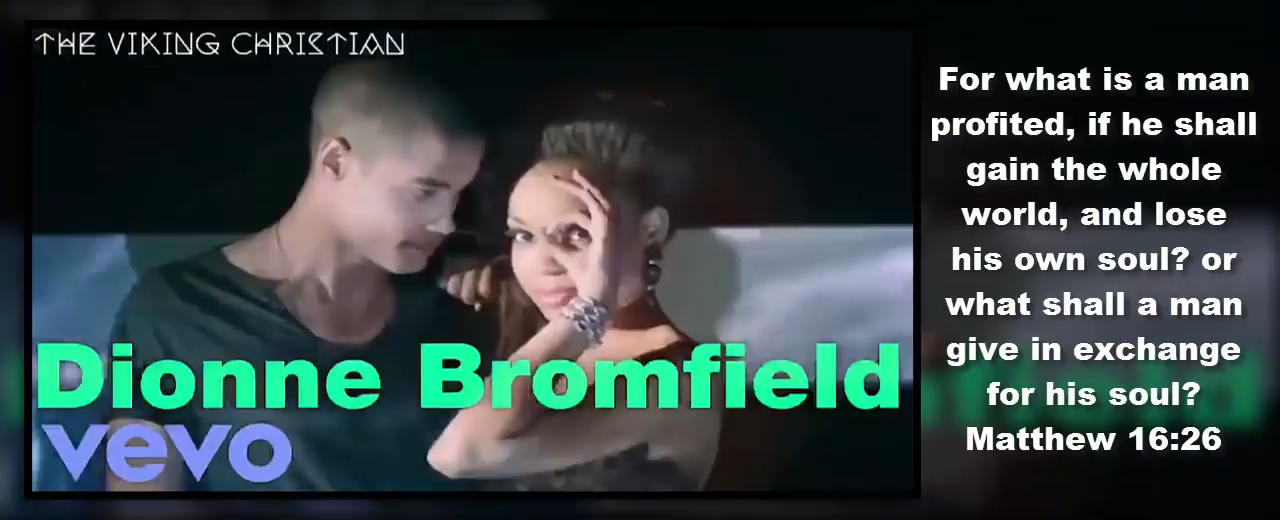 THE VIKING CHRISTIAN
Dionne Bromfield
vevo
For what is a man
profited, if he shall
gain the whole
world, and lose
his own soul? or
what shall a man
give in exchange
for his soul?
Matthew 16:26